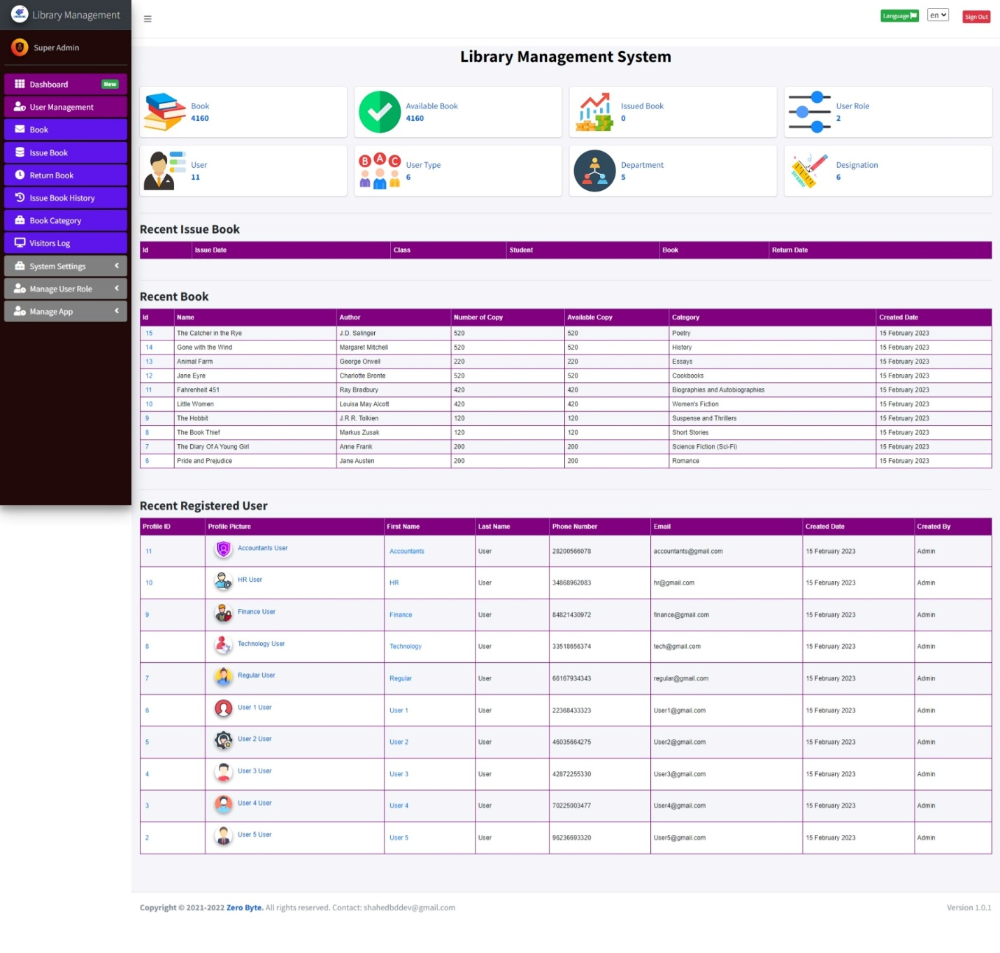 Library Management
Super Admin
Dashboard New
User Management
Book
Issue Book
Return Book
Issue Book History
Book Category
Visitors Log
System Settings
Manage User Role
Manage App
Language en Sign Out
Library Management System
Book
4160
Available Book
4160
Issued Book
0
User Role
2
User
11
B A C
User Type
6
Department
5
Designation
6
Recent Issue Book
Id Issue Date Class Student Book Return Date
Recent Book
Id Name Author Number of Copy Available Copy Category Created Date
15 The Catcher in the Rye J.D. Salinger 520 520 Poetry 15 February 2023
14 Gone with the Wind Margaret Mitchell 520 520 History 15 February 2023
13 Animal Farm George Orwell 220 220 Essays 15 February 2023
12 Jane Eyre Charlotte Bronte 520 520 Cookbooks 15 February 2023
11 Fahrenheit 451 Ray Bradbury 420 420 Biographies and Autobiographies 15 February 2023
10 Little Women Louisa May Alcott 420 420 Women's Fiction 15 February 2023
9 The Hobbit J.R.R. Tolkien 120 120 Suspense and Thrillers 15 February 2023
8 The Book Thief Markus Zusak 120 120 Short Stories 15 February 2023
7 The Diary Of A Young Girl Anne Frank 200 200 Science Fiction (Sci-Fi) 15 February 2023
6 Pride and Prejudice Jane Austen 200 200 Romance 15 February 2023
Recent Registered User
Profile ID Profile Picture First Name Last Name Phone Number Email Created Date Created By
11 Accountants User Accountants User 28200566078 accountants@gmail.com 15 February 2023 Admin
10 HR User HR User 34868962083 hr@gmail.com 15 February 2023 Admin
9 Finance User Finance User 84821430972 finance@gmail.com 15 February 2023 Admin
8 Technology User Technology User 33518656374 tech@gmail.com 15 February 2023 Admin
7 Regular User Regular User 66167934343 regular@gmail.com 15 February 2023 Admin
6 User 1 User User 1 User 22368433323 User1@gmail.com 15 February 2023 Admin
5 User 2 User User 2 User 46035664275 User2@gmail.com 15 February 2023 Admin
4 User 3 User User 3 User 42872255330 User3@gmail.com 15 February 2023 Admin
3 User 4 User User 4 User 70225003477 User4@gmail.com 15 February 2023 Admin
2 User 5 User User 5 User 96236693320 User5@gmail.com 15 February 2023 Admin
Copyright © 2021-2022 Zero Byte. All rights reserved. Contact: shahedbddev@gmail.com Version 1.0.1